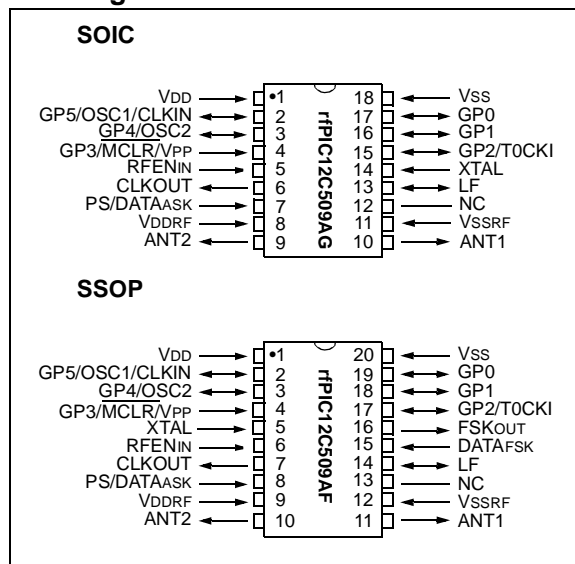 SOIC
VDD •1 18 VSS
GP5/OSC1/CLKIN 2 17 GP0
GP4/OSC2 3 16 GP1
GP3/MCLR/VPP 4 15 GP2/T0CKI
RFENIN 5 14 XTAL
CLKOUT 6 13 LF
PS/DATAASK 7 12 NC
VDDRF 8 11 VSSRF
ANT2 9 10 ANT1
rfPIC12C509AG
SSOP
VDD •1 20 VSS
GP5/OSC1/CLKIN 2 19 GP0
GP4/OSC2 3 18 GP1
GP3/MCLR/VPP 4 17 GP2/T0CKI
XTAL 5 16 FSKOUT
RFENIN 6 15 DATAFSK
CLKOUT 7 14 LF
PS/DATAASK 8 13 NC
VDDRF 9 12 VSSRF
ANT2 10 11 ANT1
rfPIC12C509AF